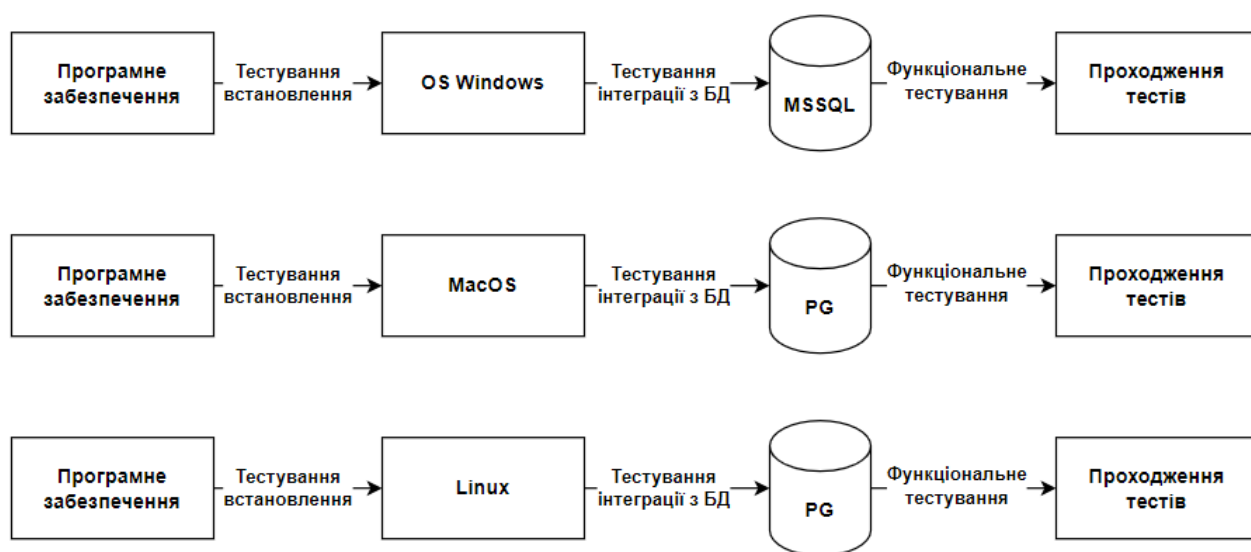 Програмне
забезпечення
Тестування
встановлення
OS Windows
Тестування
інтеграції з БД
MSSQL
Функціональне
тестування
Проходження
тестів
Програмне
забезпечення
Тестування
встановлення
MacOS
Тестування
інтеграції з БД
PG
Функціональне
тестування
Проходження
тестів
Програмне
забезпечення
Тестування
встановлення
Linux
Тестування
інтеграції з БД
PG
Функціональне
тестування
Проходження
тестів